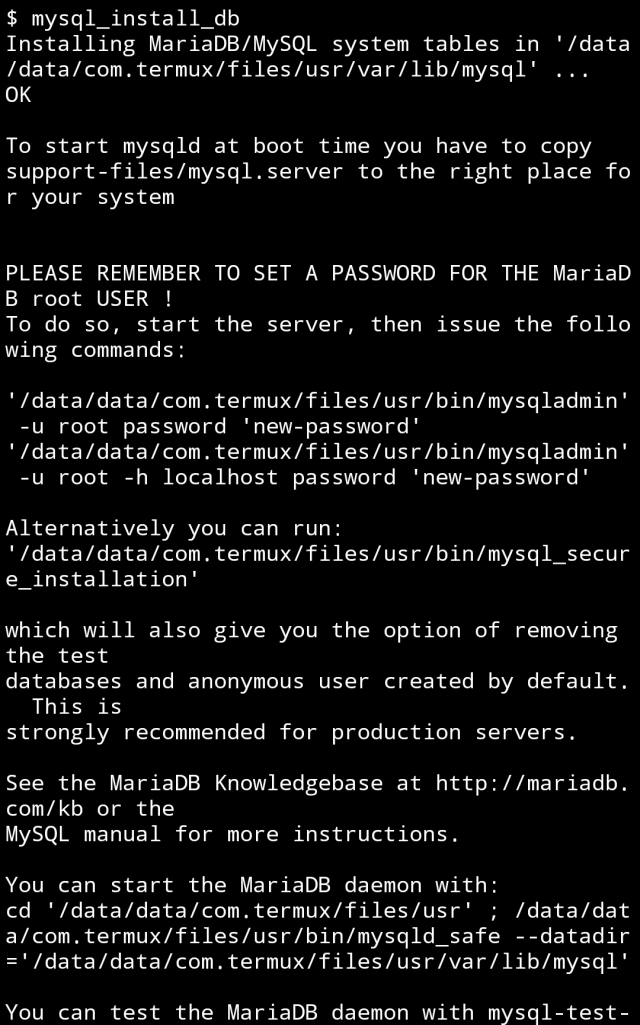 $ mysql_install_db
Installing MariaDB/MySQL system tables in '/data
/data/com.termux/files/usr/var/lib/mysql' ...
OK
To start mysqld at boot time you have to copy
support-files/mysql.server to the right place fo
r your system
PLEASE REMEMBER TO SET A PASSWORD FOR THE MariaD
B root USER !
To do so, start the server, then issue the follo
wing commands:
'/data/data/com.termux/files/usr/bin/mysqladmin'
 -u root password 'new-password'
'/data/data/com.termux/files/usr/bin/mysqladmin'
 -u root -h localhost password 'new-password'
Alternatively you can run:
'/data/data/com.termux/files/usr/bin/mysql_secur
e_installation'
which will also give you the option of removing
the test
databases and anonymous user created by default.
  This is
strongly recommended for production servers.
See the MariaDB Knowledgebase at http://mariadb.
com/kb or the
MySQL manual for more instructions.
You can start the MariaDB daemon with:
cd '/data/data/com.termux/files/usr' ; /data/dat
a/com.termux/files/usr/bin/mysqld_safe --datadir
='/data/data/com.termux/files/usr/var/lib/mysql'
You can test the MariaDB daemon with mysql-test-